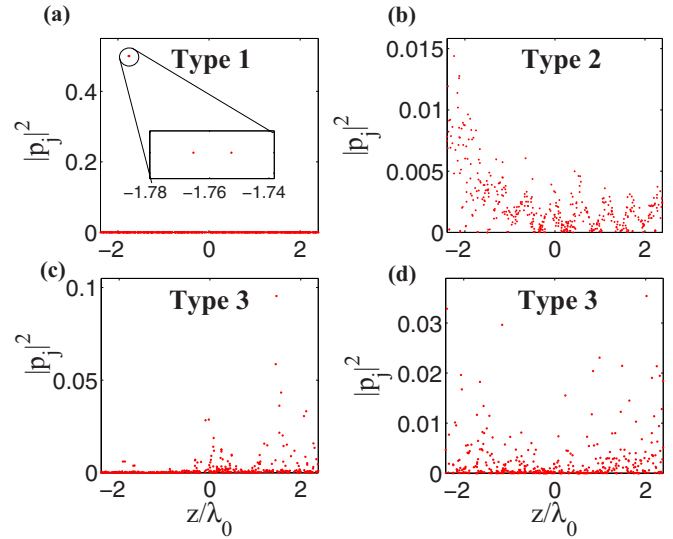 (a)
Type 1
|p_j|^2
0.4
0.2
0
−1.78 −1.76 −1.74
−2 0 2
(b)
Type 2
|p_j|^2
0.015
0.01
0.005
0
−2 0 2
(c)
Type 3
|p_j|^2
0.1
0.05
0
−2 0 2
z/λ_0
(d)
Type 3
|p_j|^2
0.03
0.02
0.01
0
−2 0 2
z/λ_0